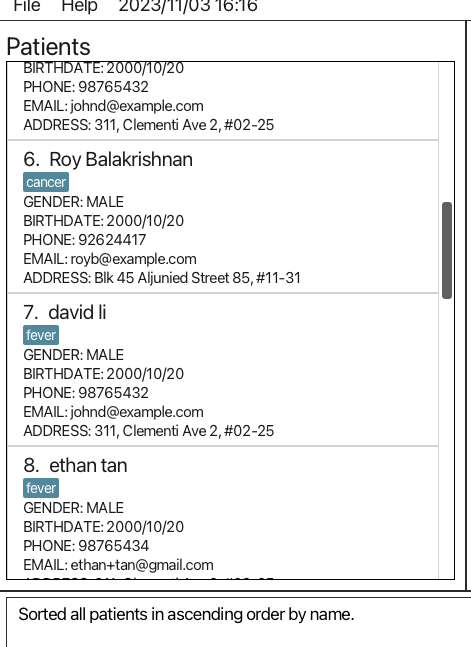 File Help 2023/11/03 16:16
Patients
BIRTHDATE: 2000/10/20
PHONE: 98765432
EMAIL: johnd@example.com
ADDRESS: 311, Clementi Ave 2, #02-25
6. Roy Balakrishnan
cancer
GENDER: MALE
BIRTHDATE: 2000/10/20
PHONE: 92624417
EMAIL: royb@example.com
ADDRESS: Blk 45 Aljunied Street 85, #11-31
7. david li
fever
GENDER: MALE
BIRTHDATE: 2000/10/20
PHONE: 98765432
EMAIL: johnd@example.com
ADDRESS: 311, Clementi Ave 2, #02-25
8. ethan tan
fever
GENDER: MALE
BIRTHDATE: 2000/10/20
PHONE: 98765434
EMAIL: ethan+tan@gmail.com
Sorted all patients in ascending order by name.